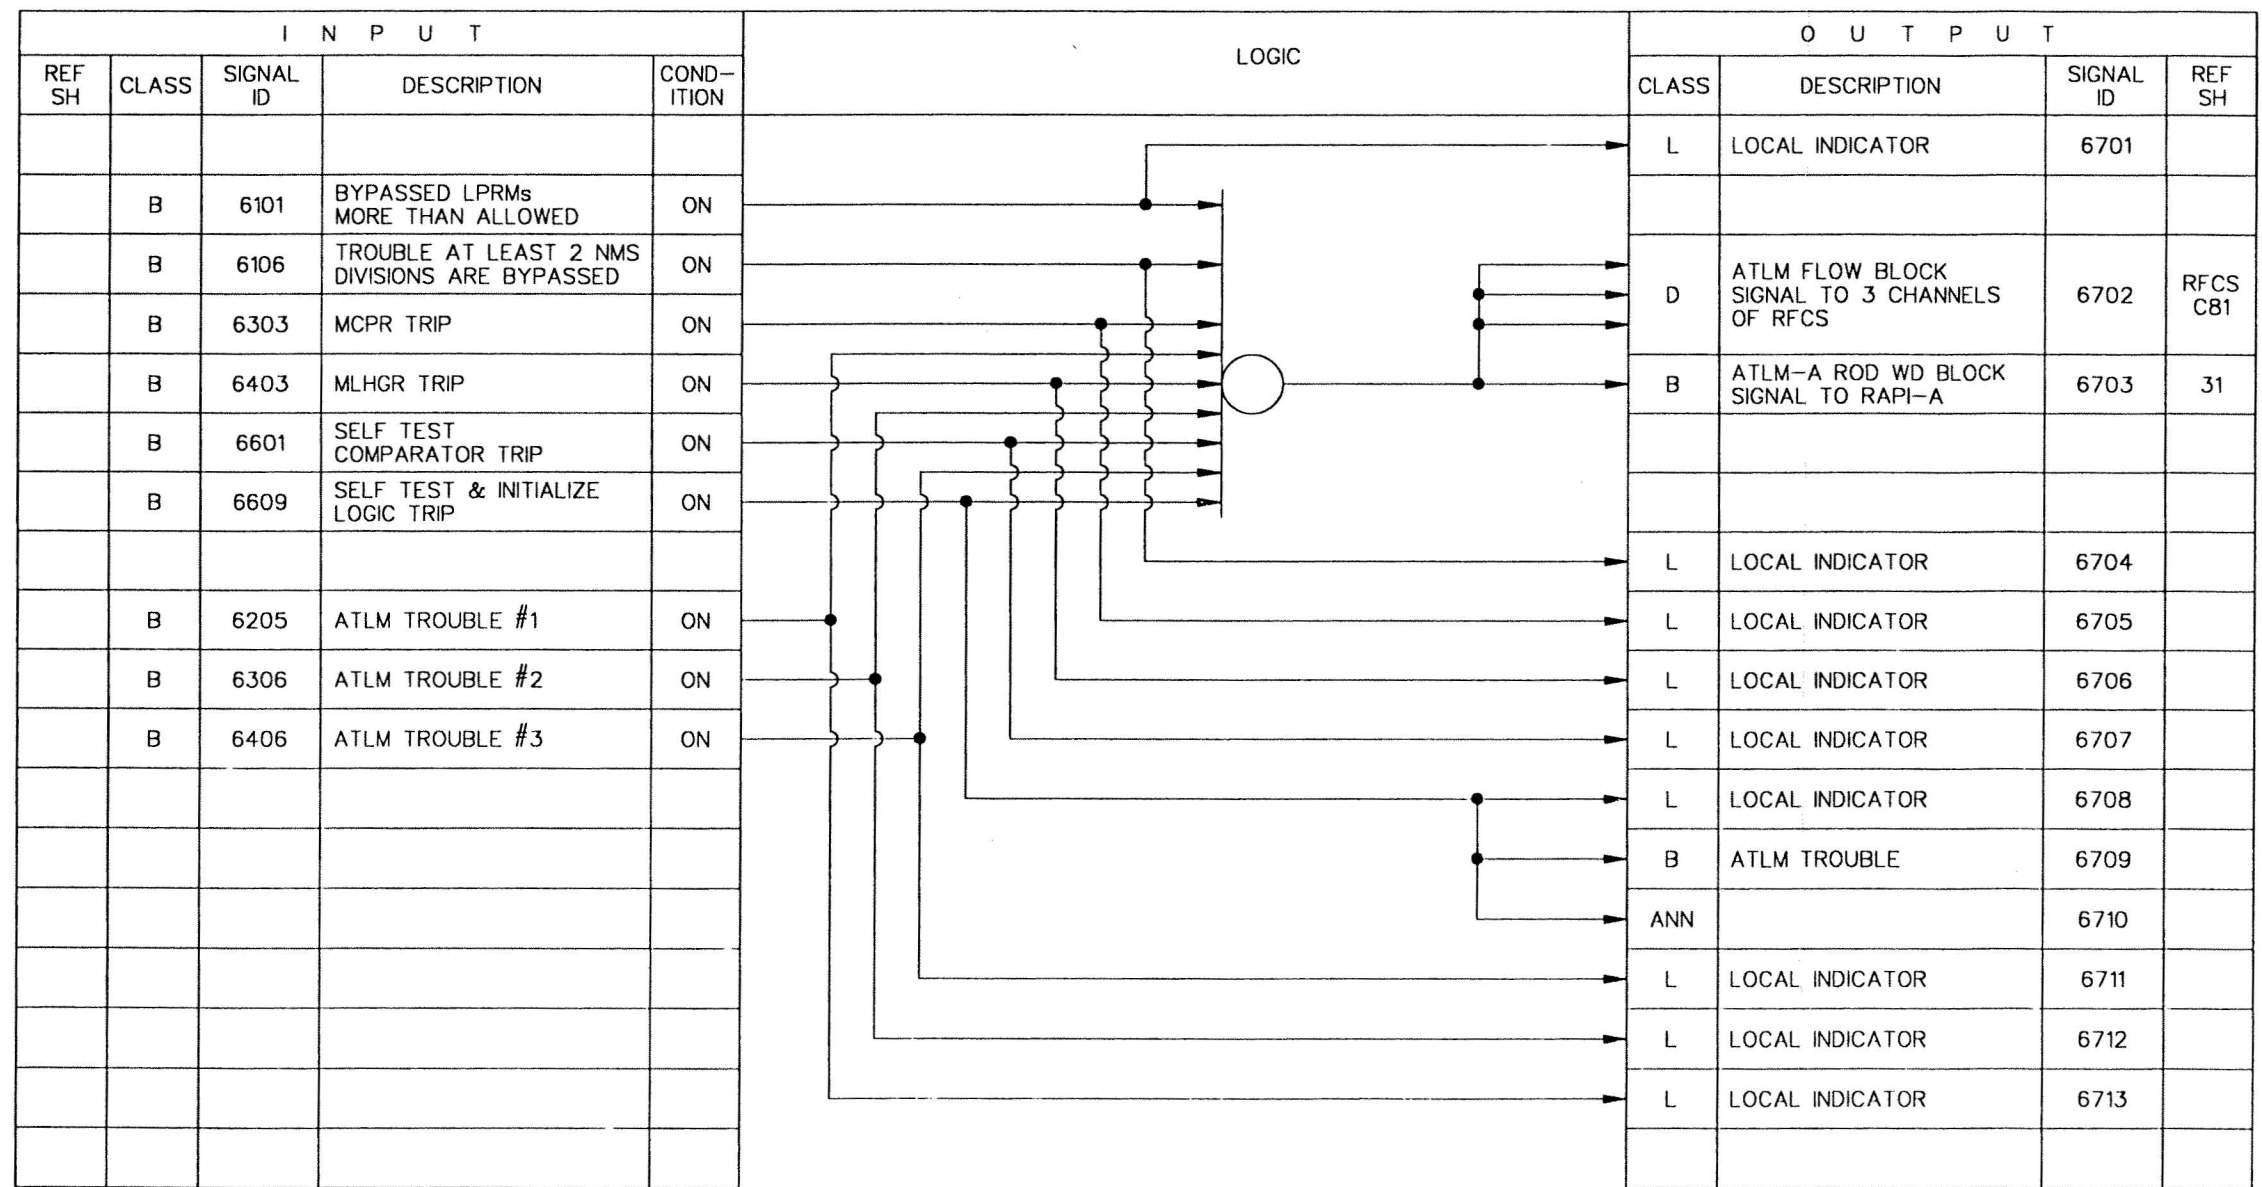 I N P U T
LOGIC
O U T P U T
REF
SH
CLASS
SIGNAL
ID
DESCRIPTION
COND-
ITION
CLASS
DESCRIPTION
SIGNAL
ID
REF
SH
L LOCAL INDICATOR 6701
B 6101 BYPASSED LPRMs
MORE THAN ALLOWED ON
B 6106 TROUBLE AT LEAST 2 NMS
DIVISIONS ARE BYPASSED ON
D ATLM FLOW BLOCK
SIGNAL TO 3 CHANNELS
OF RFCS
6702
RFCS
C81
B 6303 MCPR TRIP ON
B 6403 MLHGR TRIP ON
B ATLM-A ROD WD BLOCK
SIGNAL TO RAPI-A
6703 31
B 6601 SELF TEST
COMPARATOR TRIP ON
B 6609 SELF TEST & INITIALIZE
LOGIC TRIP ON
L LOCAL INDICATOR 6704
B 6205 ATLM TROUBLE #1 ON
L LOCAL INDICATOR 6705
B 6306 ATLM TROUBLE #2 ON
L LOCAL INDICATOR 6706
B 6406 ATLM TROUBLE #3 ON
L LOCAL INDICATOR 6707
L LOCAL INDICATOR 6708
B ATLM TROUBLE 6709
ANN 6710
L LOCAL INDICATOR 6711
L LOCAL INDICATOR 6712
L LOCAL INDICATOR 6713